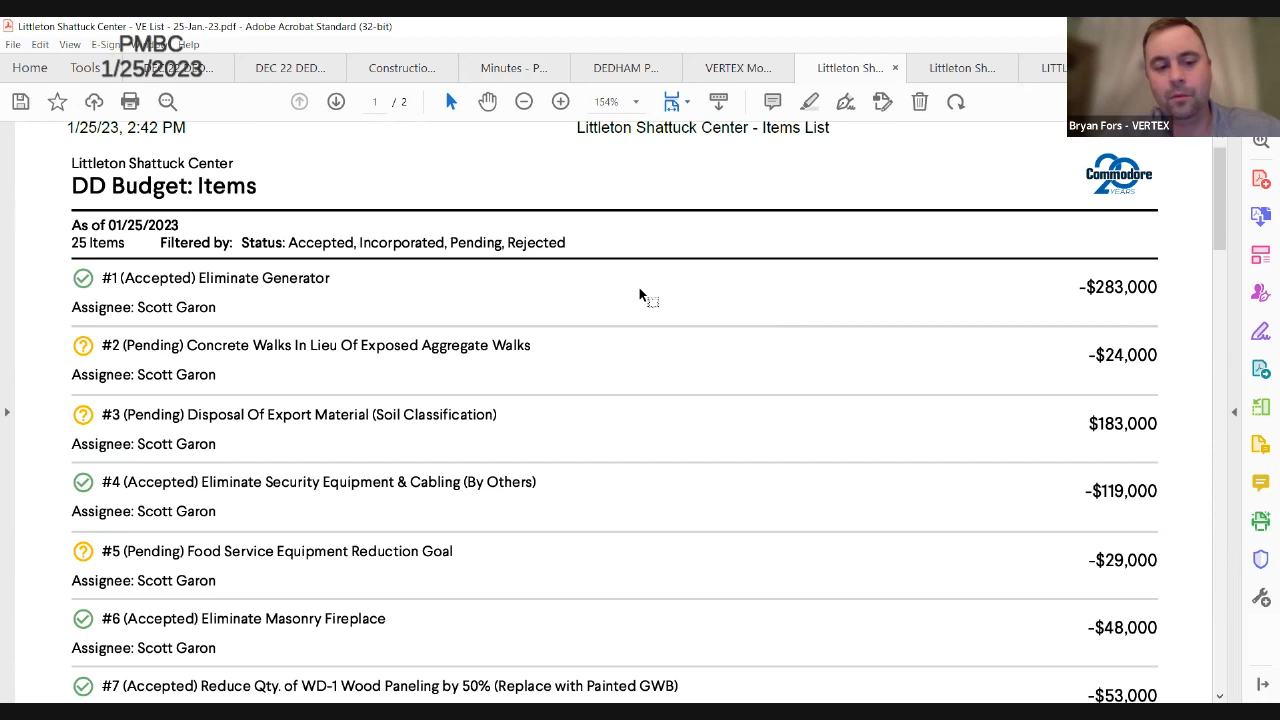 Littleton Shattuck Center - VE List - 25-Jan.-23.pdf - Adobe Acrobat Standard (32-bit)
File Edit View E-Sign Help
PMBC
1/25/2023
Home Tools DEC 22 DED... Constructio... Minutes - P... DEDHAM P... VERTEX Mo... Littleton Sh... × Littleton Sh...
1 / 2 154%
Bryan Fors - VERTEX
1/25/23, 2:42 PM Littleton Shattuck Center - Items List
Littleton Shattuck Center
DD Budget: Items
Commodore
20
YEARS
As of 01/25/2023
25 Items Filtered by: Status: Accepted, Incorporated, Pending, Rejected
#1 (Accepted) Eliminate Generator -$283,000
Assignee: Scott Garon
#2 (Pending) Concrete Walks In Lieu Of Exposed Aggregate Walks -$24,000
Assignee: Scott Garon
#3 (Pending) Disposal Of Export Material (Soil Classification) $183,000
Assignee: Scott Garon
#4 (Accepted) Eliminate Security Equipment & Cabling (By Others) -$119,000
Assignee: Scott Garon
#5 (Pending) Food Service Equipment Reduction Goal -$29,000
Assignee: Scott Garon
#6 (Accepted) Eliminate Masonry Fireplace -$48,000
Assignee: Scott Garon
#7 (Accepted) Reduce Qty. of WD-1 Wood Paneling by 50% (Replace with Painted GWB) -$53,000